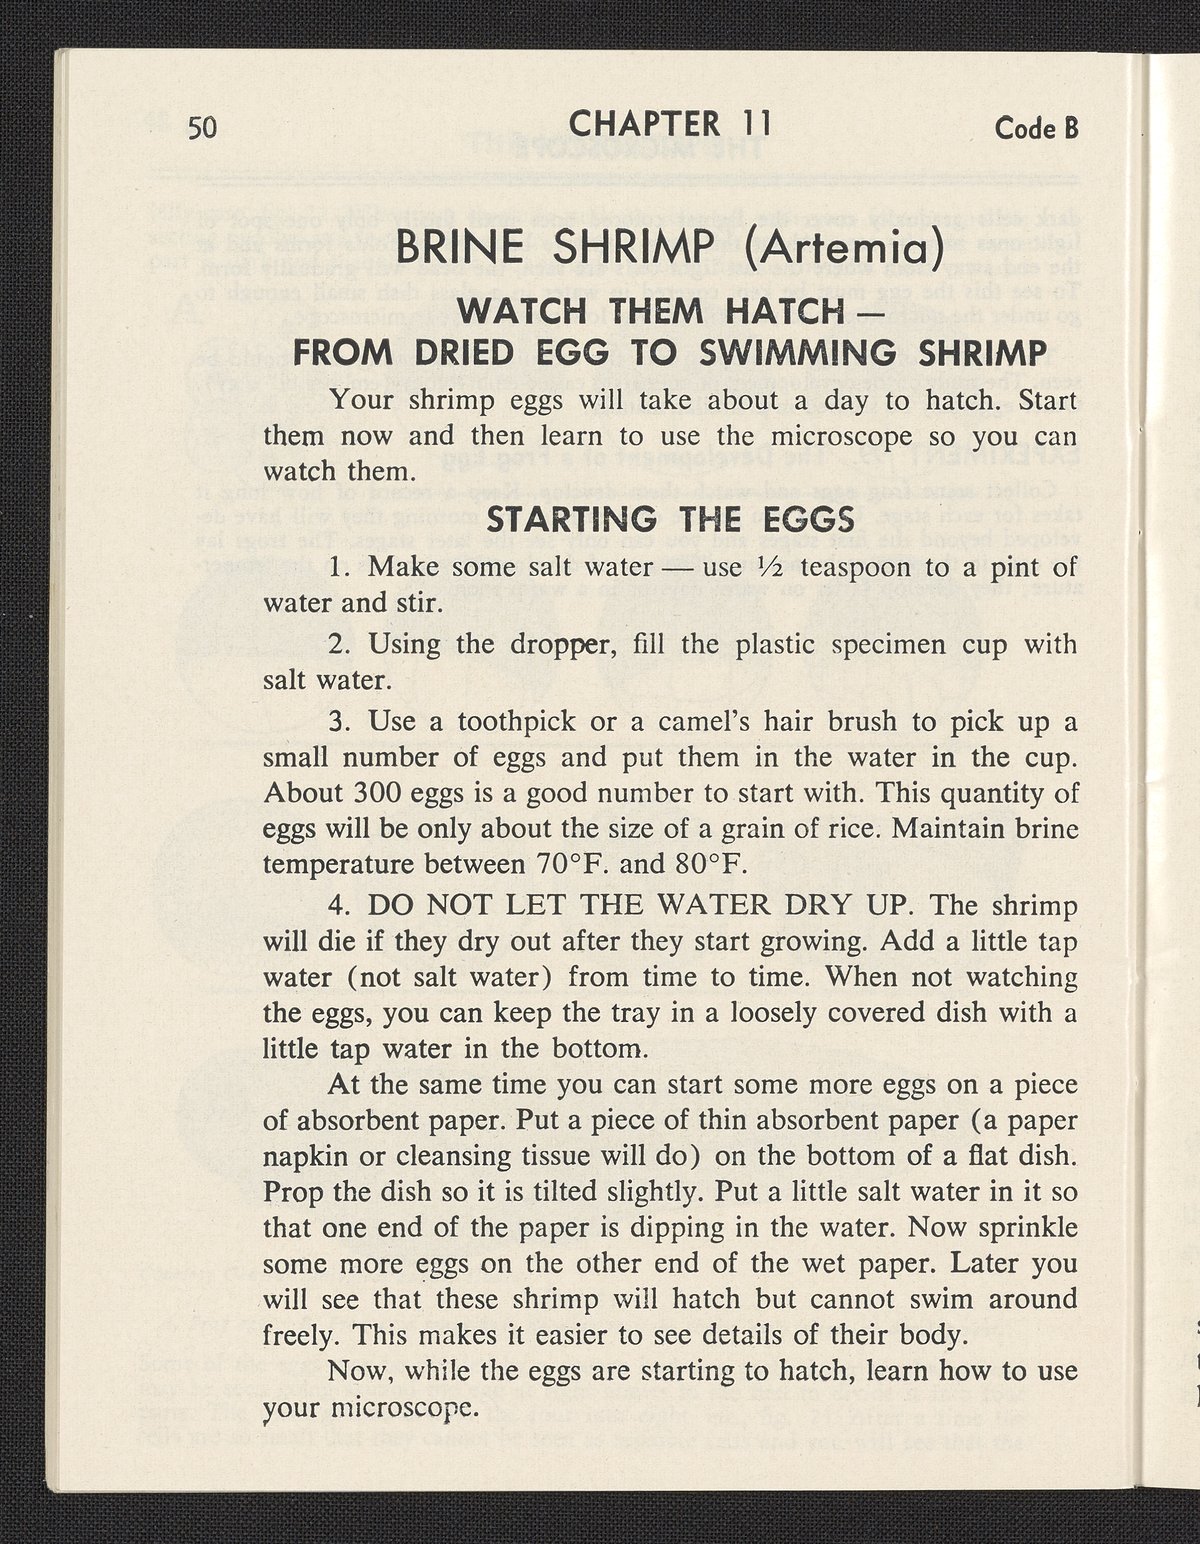 50
CHAPTER 11
Code B
BRINE SHRIMP (Artemia)
WATCH THEM HATCH —
FROM DRIED EGG TO SWIMMING SHRIMP
Your shrimp eggs will take about a day to hatch. Start
them now and then learn to use the microscope so you can
watch them.
STARTING THE EGGS
1. Make some salt water — use ½ teaspoon to a pint of
water and stir.
2. Using the dropper, fill the plastic specimen cup with
salt water.
3. Use a toothpick or a camel's hair brush to pick up a
small number of eggs and put them in the water in the cup.
About 300 eggs is a good number to start with. This quantity of
eggs will be only about the size of a grain of rice. Maintain brine
temperature between 70°F. and 80°F.
4. DO NOT LET THE WATER DRY UP. The shrimp
will die if they dry out after they start growing. Add a little tap
water (not salt water) from time to time. When not watching
the eggs, you can keep the tray in a loosely covered dish with a
little tap water in the bottom.
At the same time you can start some more eggs on a piece
of absorbent paper. Put a piece of thin absorbent paper (a paper
napkin or cleansing tissue will do) on the bottom of a flat dish.
Prop the dish so it is tilted slightly. Put a little salt water in it so
that one end of the paper is dipping in the water. Now sprinkle
some more eggs on the other end of the wet paper. Later you
will see that these shrimp will hatch but cannot swim around
freely. This makes it easier to see details of their body.
Now, while the eggs are starting to hatch, learn how to use
your microscope.